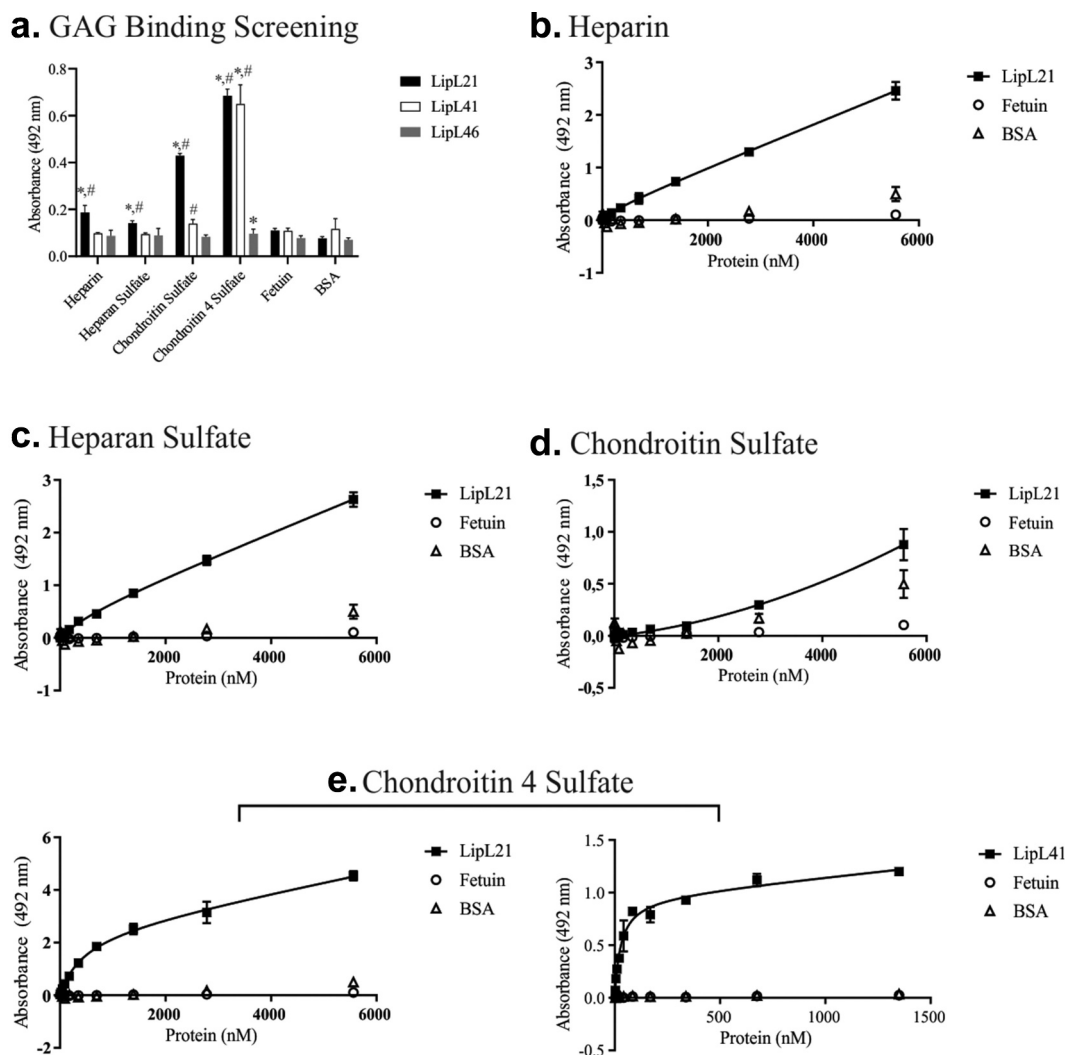 a. GAG Binding Screening
Absorbance (492 nm)
0.8
0.6
0.4
0.2
0.0
*,#
*,#
*,#
#
*,#
*,#
*
Heparin
Heparan Sulfate
Chondroitin Sulfate
Chondroitin 4 Sulfate
Fetuin
BSA
LipL21
LipL41
LipL46
b. Heparin
Absorbance (492 nm)
3
2
1
0
-1
2000
4000
6000
Protein (nM)
LipL21
Fetuin
BSA
c. Heparan Sulfate
Absorbance (492 nm)
3
2
1
0
-1
2000
4000
6000
Protein (nM)
LipL21
Fetuin
BSA
d. Chondroitin Sulfate
Absorbance (492 nm)
1,5
1,0
0,5
0,0
-0,5
2000
4000
6000
Protein (nM)
LipL21
Fetuin
BSA
e. Chondroitin 4 Sulfate
Absorbance (492 nm)
6
4
2
0
-2
2000
4000
6000
Protein (nM)
LipL21
Fetuin
BSA
Absorbance (492 nm)
1.5
1.0
0.5
0.0
-0.5
500
1000
1500
Protein (nM)
LipL41
Fetuin
BSA